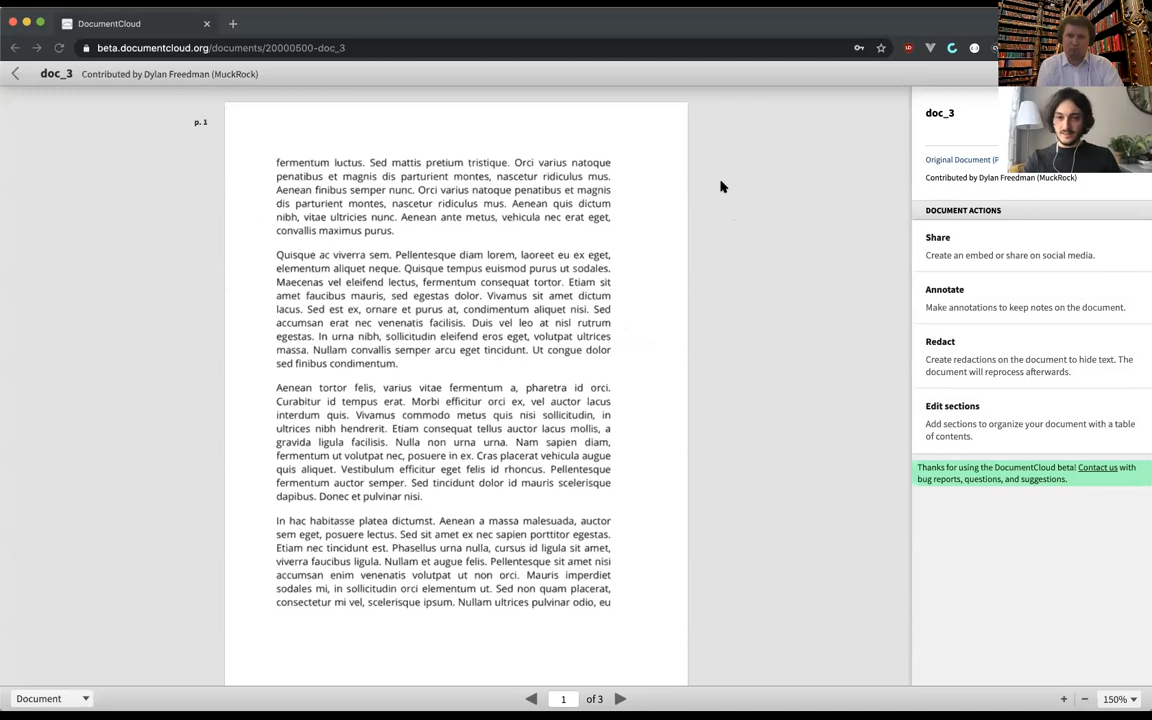 DocumentCloud
beta.documentcloud.org/documents/20000500-doc_3
doc_3 Contributed by Dylan Freedman (MuckRock)
p. 1
fermentum luctus. Sed mattis pretium tristique. Orci varius natoque
penatibus et magnis dis parturient montes, nascetur ridiculus mus.
Aenean finibus semper nunc. Orci varius natoque penatibus et magnis
dis parturient montes, nascetur ridiculus mus. Aenean quis dictum
nibh, vitae ultricies nunc. Aenean ante metus, vehicula nec erat eget,
convallis maximus purus.
Quisque ac viverra sem. Pellentesque diam lorem, laoreet eu ex eget,
elementum aliquet neque. Quisque tempus euismod purus ut sodales.
Maecenas vel eleifend lectus, fermentum consequat tortor. Etiam sit
amet faucibus mauris, sed egestas dolor. Vivamus sit amet dictum
lacus. Sed est ex, ornare et purus at, condimentum aliquet nisi. Sed
accumsan erat nec venenatis facilisis. Duis vel leo at nisl rutrum
egestas. In urna nibh, sollicitudin eleifend eros eget, volutpat ultrices
massa. Nullam convallis semper arcu eget tincidunt. Ut congue dolor
sed finibus condimentum.
Aenean tortor felis, varius vitae fermentum a, pharetra id orci.
Curabitur id tempus erat. Morbi efficitur orci ex, vel auctor lacus
interdum quis. Vivamus commodo metus quis nisi sollicitudin, in
ultrices nibh hendrerit. Etiam consequat tellus auctor lacus mollis, a
gravida ligula facilisis. Nulla non urna urna. Nam sapien diam,
fermentum ut volutpat nec, posuere in ex. Cras placerat vehicula augue
quis aliquet. Vestibulum efficitur eget felis id rhoncus. Pellentesque
fermentum auctor semper. Sed tincidunt dolor id mauris scelerisque
dapibus. Donec et pulvinar nisi.
In hac habitasse platea dictumst. Aenean a massa malesuada, auctor
sem eget, posuere lectus. Sed sit amet ex nec sapien porttitor egestas.
Etiam nec tincidunt est. Phasellus urna nulla, cursus id ligula sit amet,
viverra faucibus ligula. Nullam et augue felis. Pellentesque sit amet nisi
accumsan enim venenatis volutpat ut non orci. Mauris imperdiet
sodales mi, in sollicitudin orci elementum ut. Sed non quam placerat,
consectetur mi vel, scelerisque ipsum. Nullam ultrices pulvinar odio, eu
doc_3
Original Document (P
Contributed by Dylan Freedman (MuckRock)
DOCUMENT ACTIONS
Share
Create an embed or share on social media.
Annotate
Make annotations to keep notes on the document.
Redact
Create redactions on the document to hide text. The
document will reprocess afterwards.
Edit sections
Add sections to organize your document with a table
of contents.
Thanks for using the DocumentCloud beta! Contact us with
bug reports, questions, and suggestions.
Document
1 of 3
150%